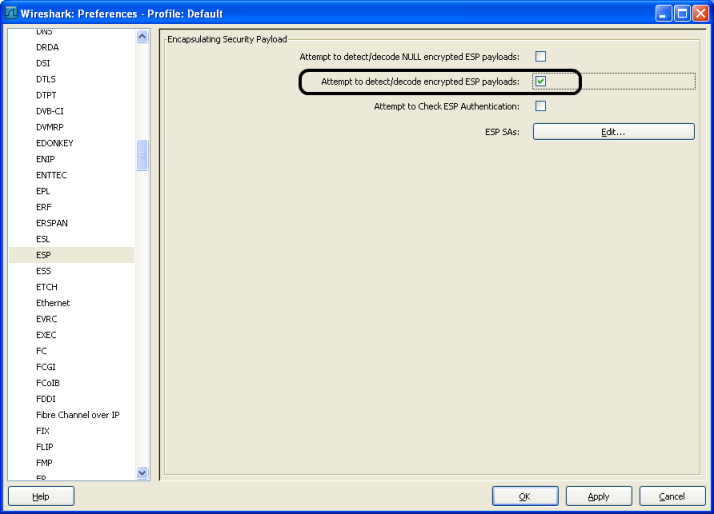 Wireshark: Preferences - Profile: Default
DNS
DRDA
DSI
DTLS
DTPT
DVB-CI
DVMRP
EDONKEY
ENIP
ENTTEC
EPL
ERF
ERSPAN
ESL
ESP
ESS
ETCH
Ethernet
EVRC
EXEC
FC
FCGI
FCoIB
FDDI
Fibre Channel over IP
FIX
FLIP
FMP
Encapsulating Security Payload
Attempt to detect/decode NULL encrypted ESP payloads:
Attempt to detect/decode encrypted ESP payloads:
Attempt to Check ESP Authentication:
ESP SAs: Edit...
Help OK Apply Cancel